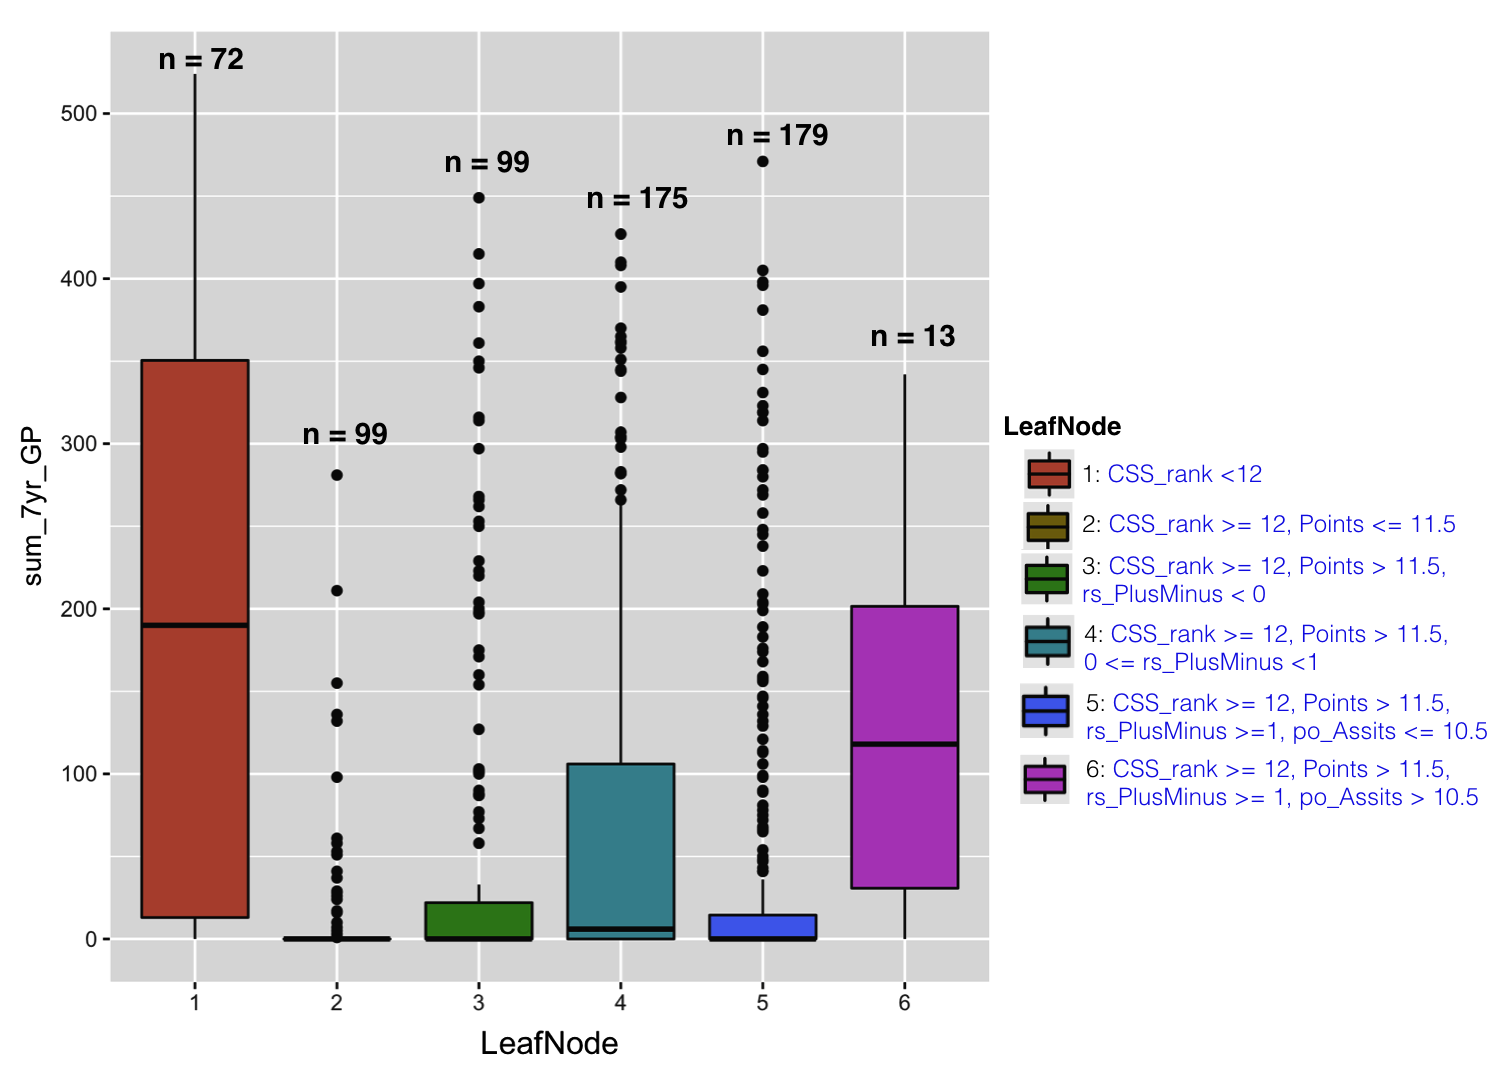 n = 72
n = 179
n = 99
n = 175
n = 13
n = 99
500
400
300
200
100
0
sum_7yr_GP
1
2
3
4
5
6
LeafNode
LeafNode
1: CSS_rank <12
2: CSS_rank >= 12, Points <= 11.5
3: CSS_rank >= 12, Points > 11.5,
rs_PlusMinus < 0
4: CSS_rank >= 12, Points > 11.5,
0 <= rs_PlusMinus <1
5: CSS_rank >= 12, Points > 11.5,
rs_PlusMinus >=1, po_Assits <= 10.5
6: CSS_rank >= 12, Points > 11.5,
rs_PlusMinus >= 1, po_Assits > 10.5